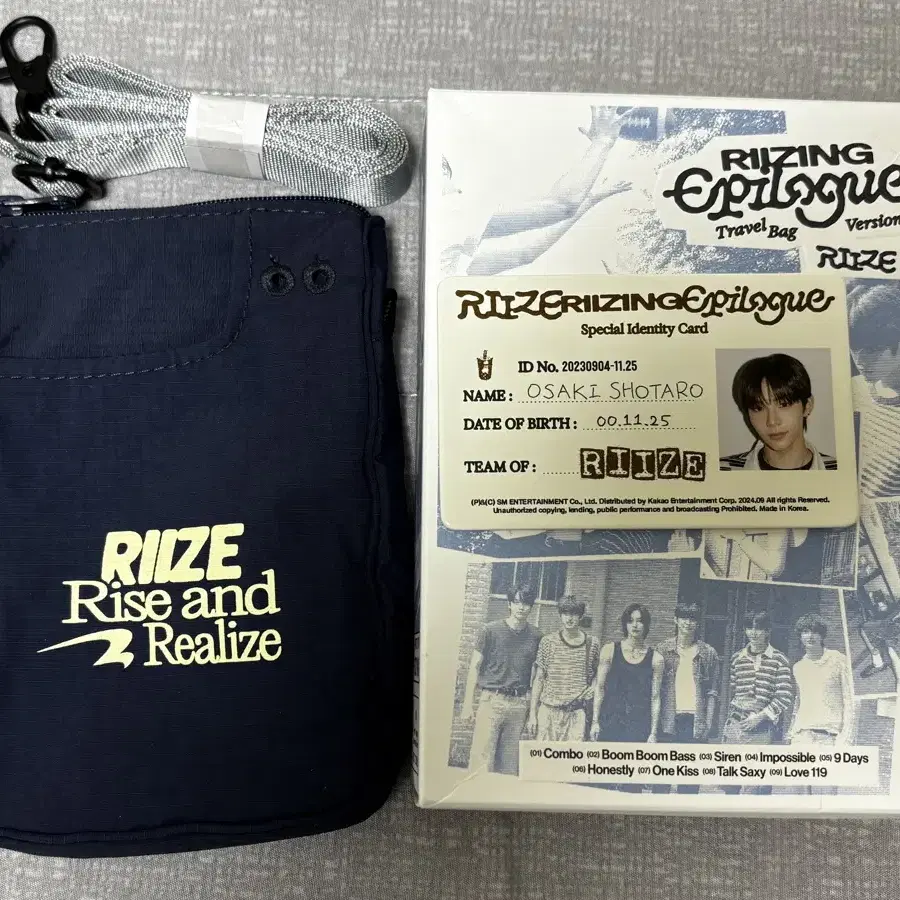 RIIZE
Rise and
Realize
RIIZING
Epilogue
Travel Bag Version
RIIZE
RIIZE RIIZING Epilogue
Special Identity Card
ID No. 20230904-11.25
NAME : OSAKI SHOTARO
DATE OF BIRTH : 00.11.25
TEAM OF : RIIZE
(P)&(C) SM ENTERTAINMENT Co., Ltd. Distributed by Kakao Entertainment Corp. 2024.09 All rights Reserved.
Unauthorized copying, lending, public performance and broadcasting Prohibited. Made in Korea.
(01) Combo (02) Boom Boom Bass (03) Siren (04) Impossible (05) 9 Days
(06) Honestly (07) One Kiss (08) Talk Saxy (09) Love 119